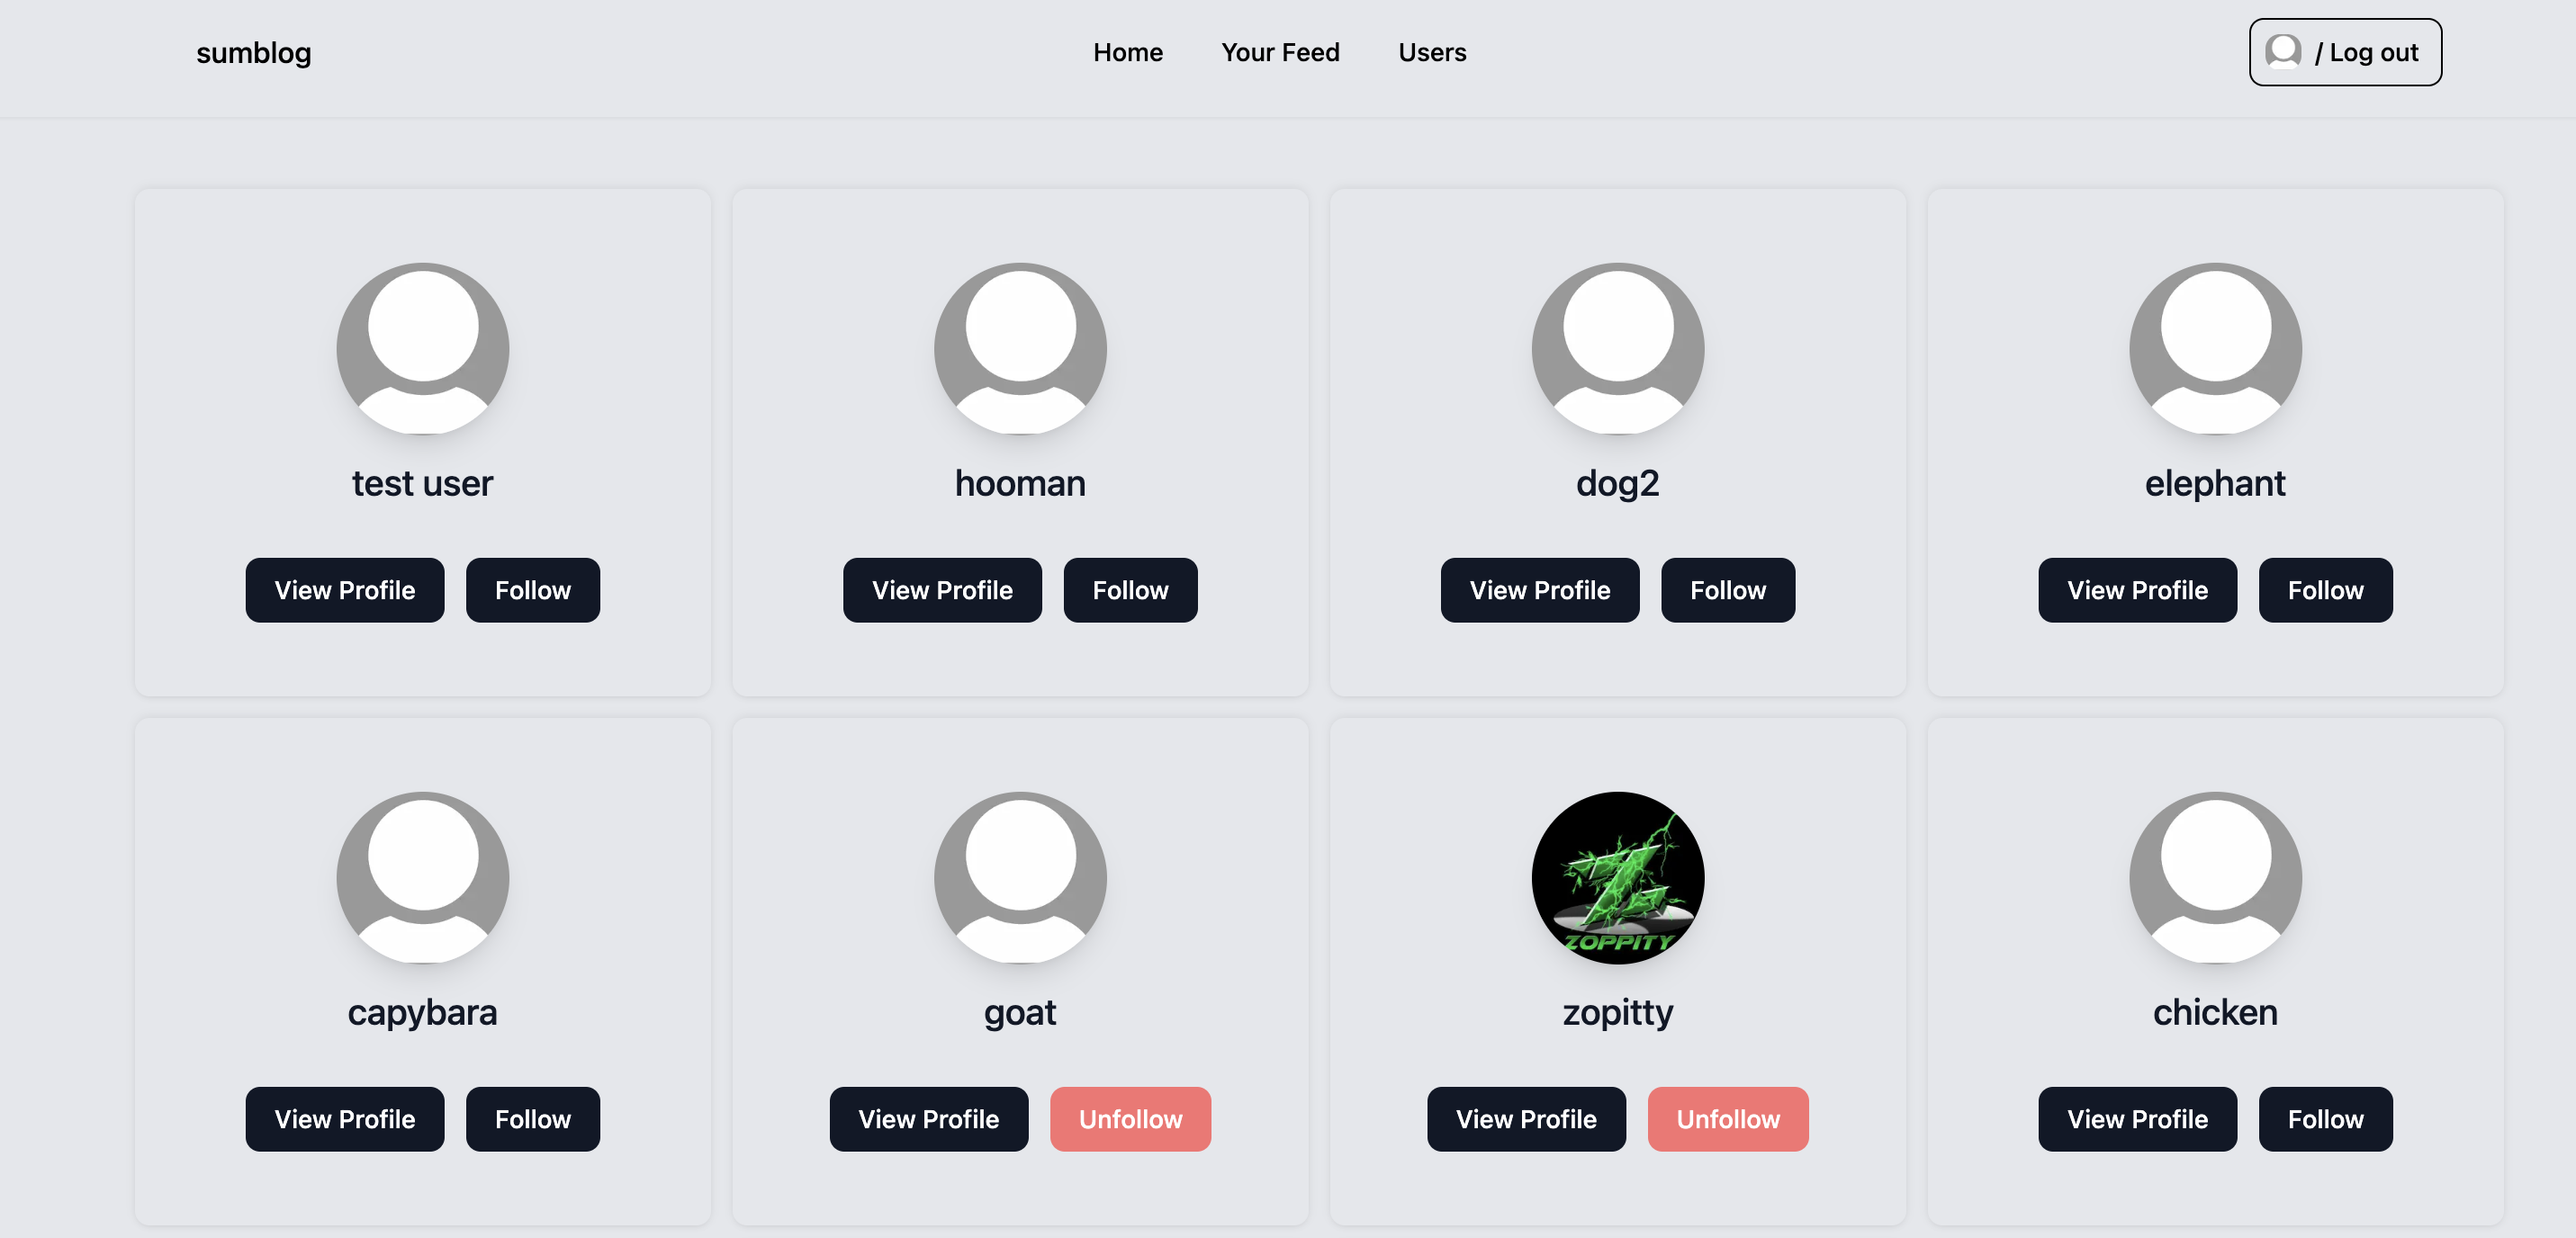 sumblog
Home Your Feed Users
/ Log out
test user
View Profile Follow
hooman
View Profile Follow
dog2
View Profile Follow
elephant
View Profile Follow
capybara
View Profile Follow
goat
View Profile Unfollow
Z
ZOPPITY
zopitty
View Profile Unfollow
chicken
View Profile Follow